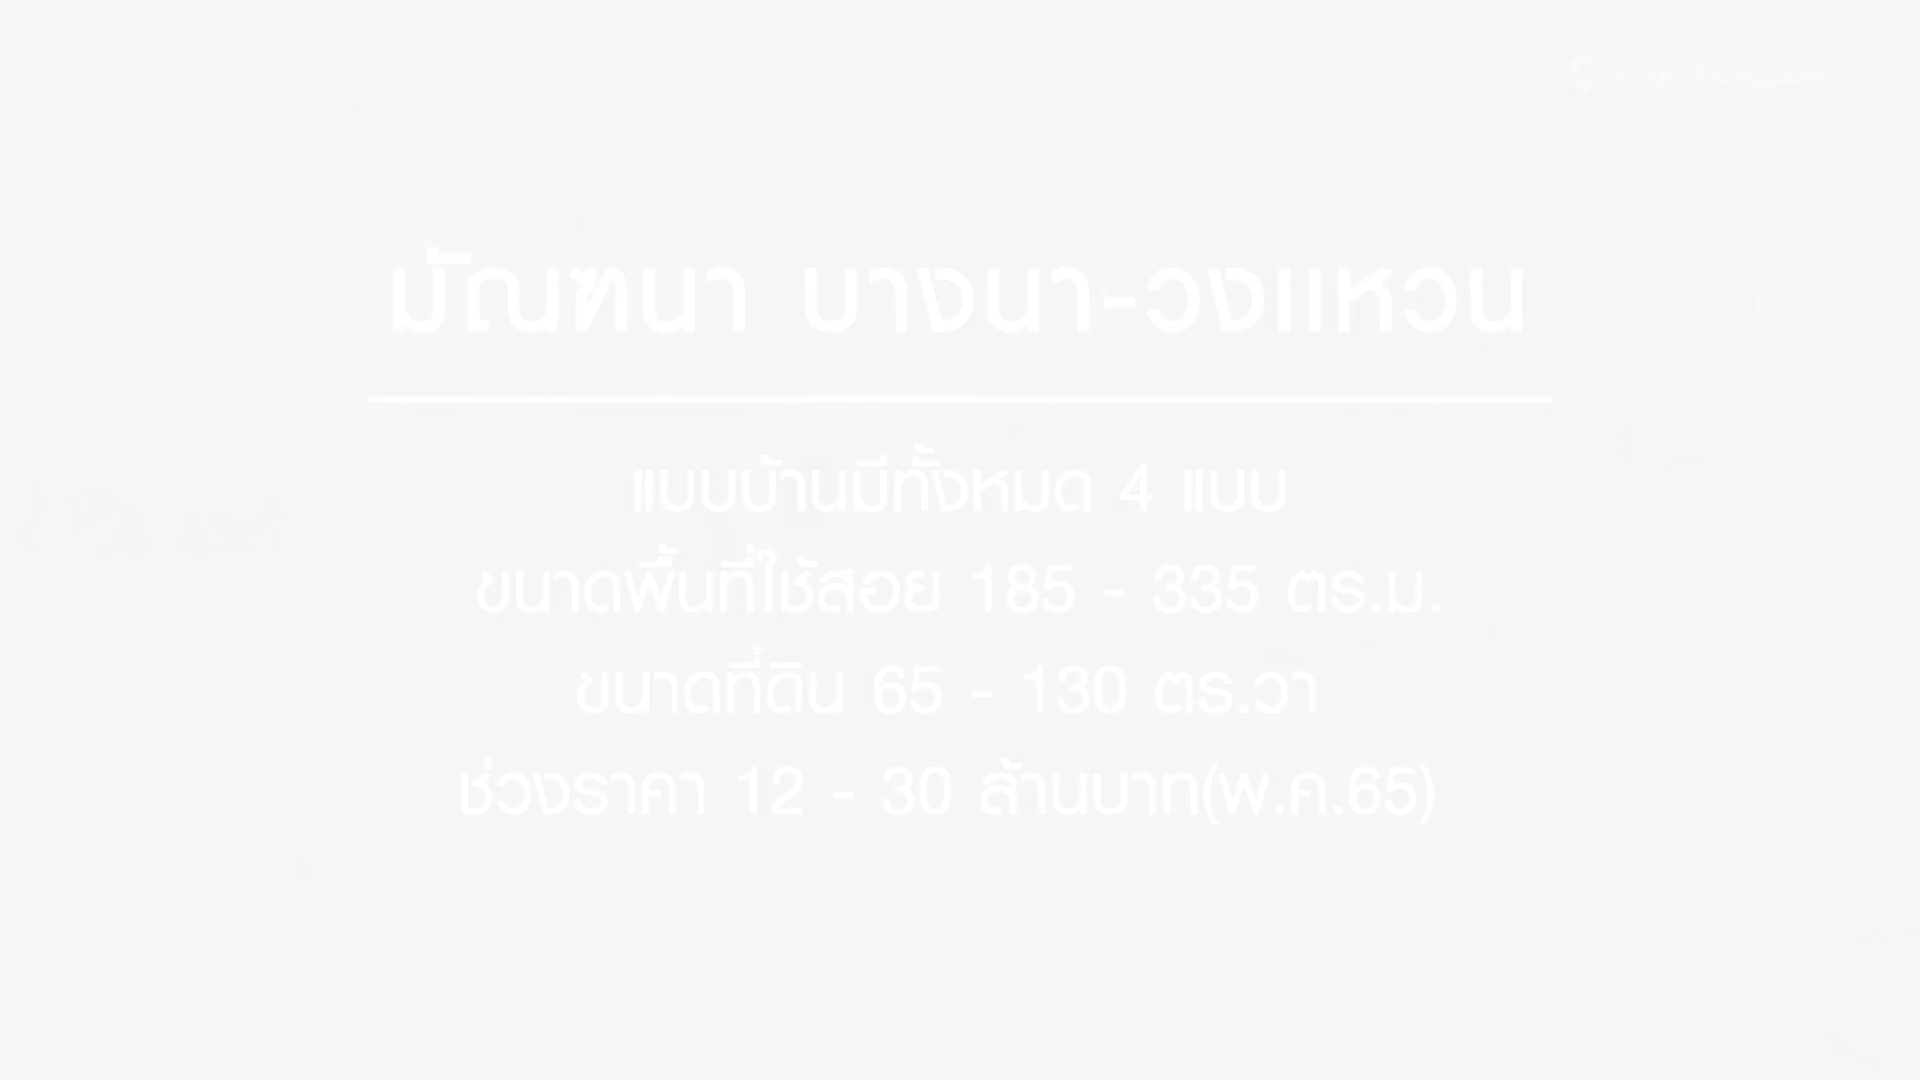 มัณฑนา บางนา-วงแหวน
แบบบ้านมีทั้งหมด 4 แบบ
ขนาดพื้นที่ใช้สอย 185 - 335 ตร.ม.
ขนาดที่ดิน 65 - 130 ตร.วา
ช่วงราคา 12 - 30 ล้านบาท(พ.ค.65)